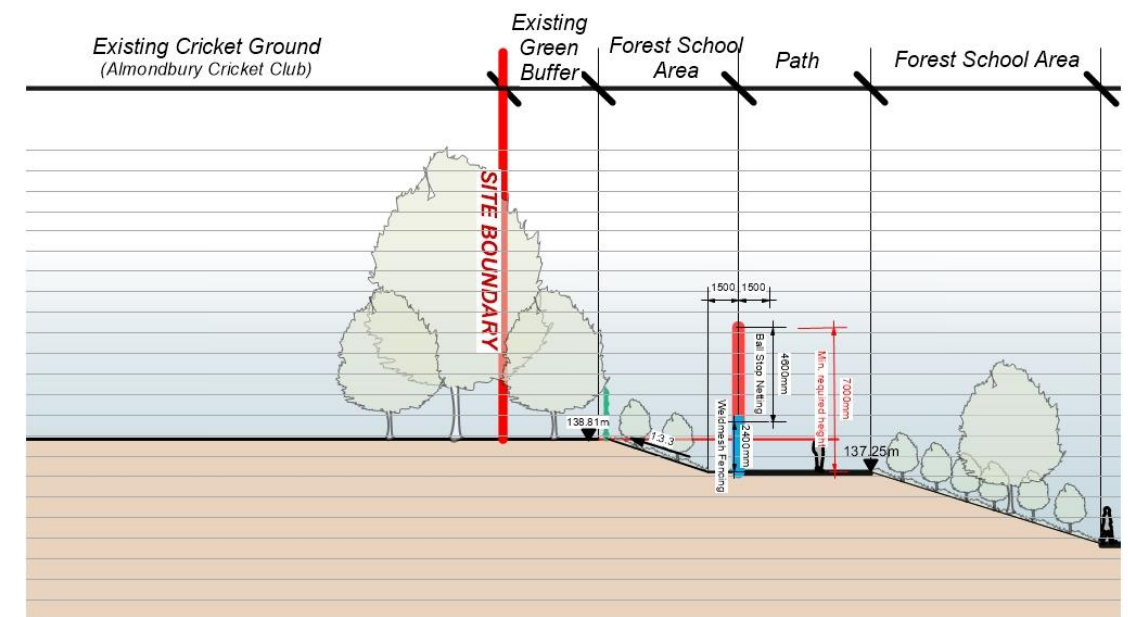 Existing Cricket Ground
(Almondbury Cricket Club)
Existing
Green
Buffer
Forest School
Area
Path
Forest School Area
SITE BOUNDARY
1500
1500
Ball Stop Netting
4600mm
Min. required height
7000mm
Weldmesh Fencing
2400mm
138.81m
1:3.3
137.25m